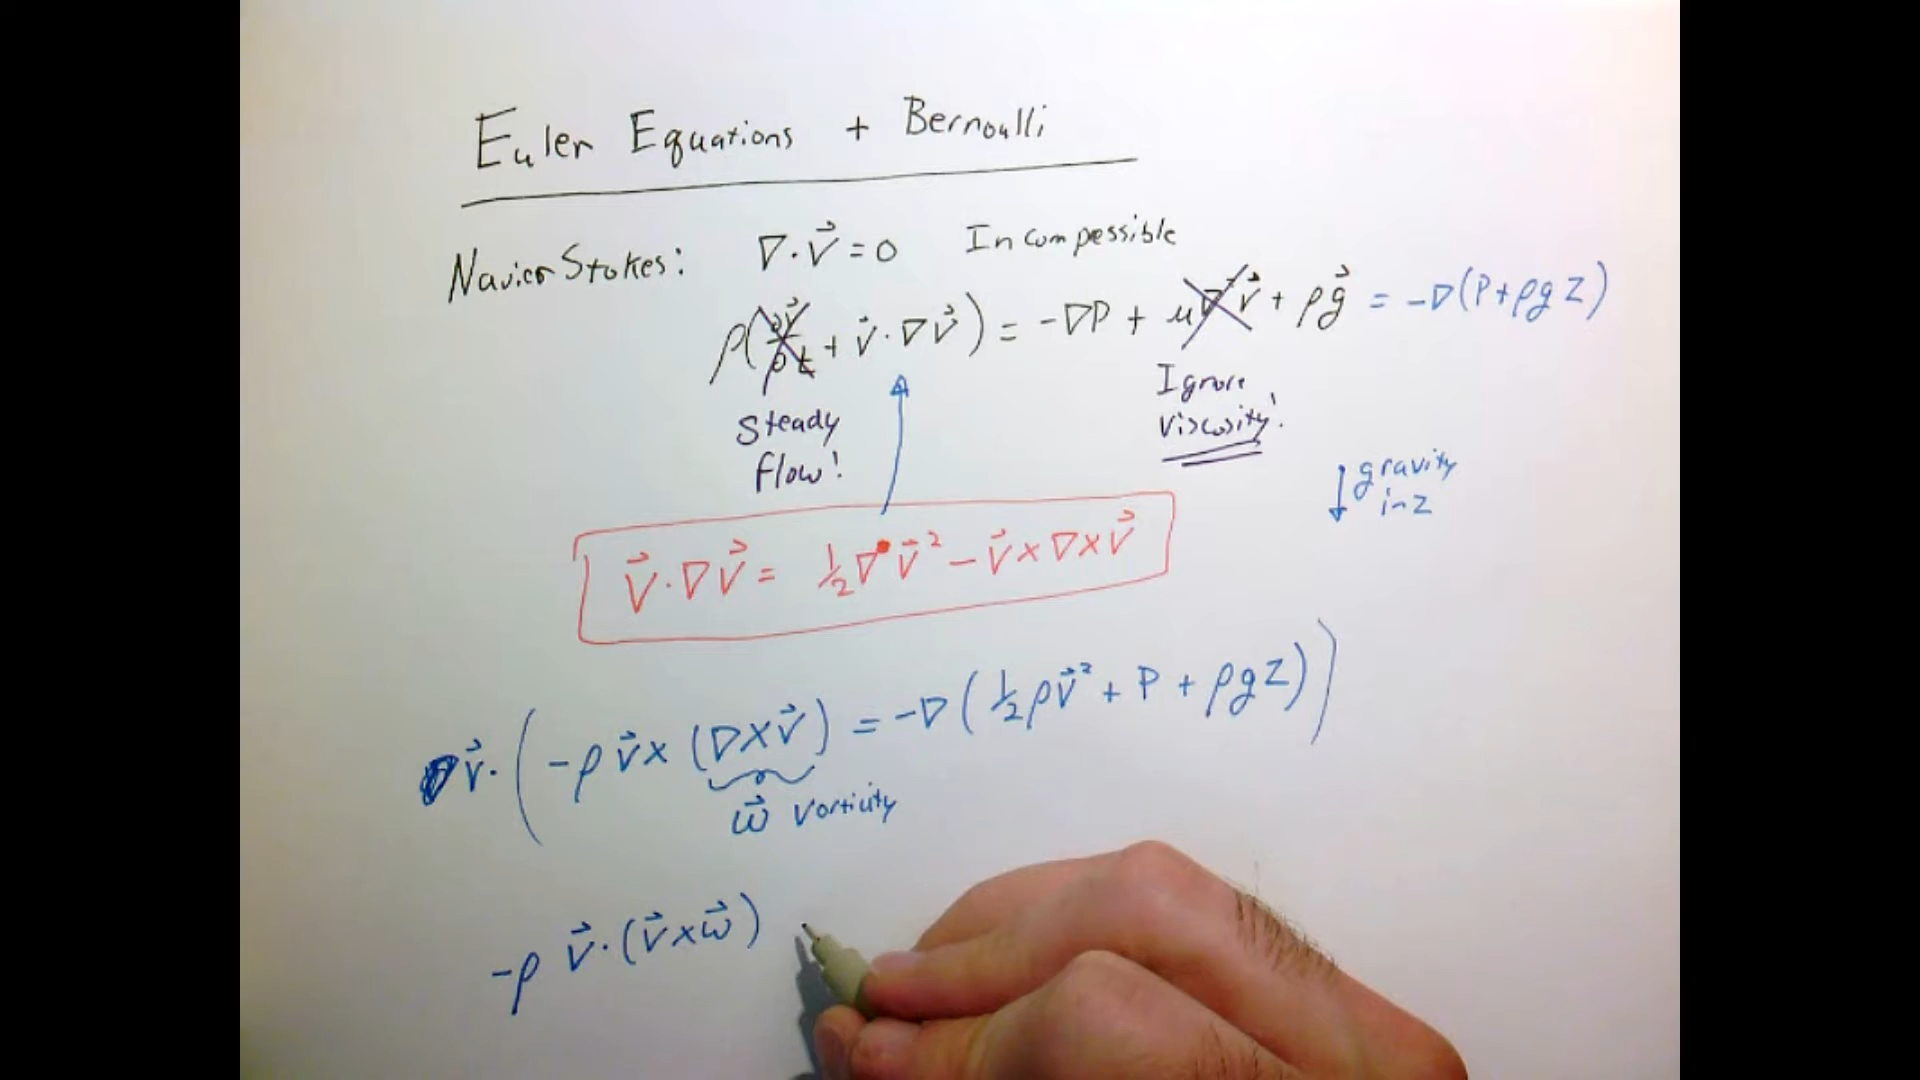 Euler Equations + Bernoulli
Navier Stokes: ∇·v⃗ = 0 Incompessible
ρ(∂v⃗/∂t + v⃗·∇v⃗) = -∇P + μ∇²v⃗ + ρg⃗ = -∇(P+ρgz)
Steady
flow!
Ignore
Viscosity!
↓ gravity
in z
v⃗·∇v⃗ = ½∇v⃗² - v⃗×∇×v⃗
v⃗·(-ρv⃗×(∇×v⃗) = -∇(½ρv⃗² + P + ρgz))
ω⃗ Vorticity
-ρ v⃗·(v⃗×ω⃗)